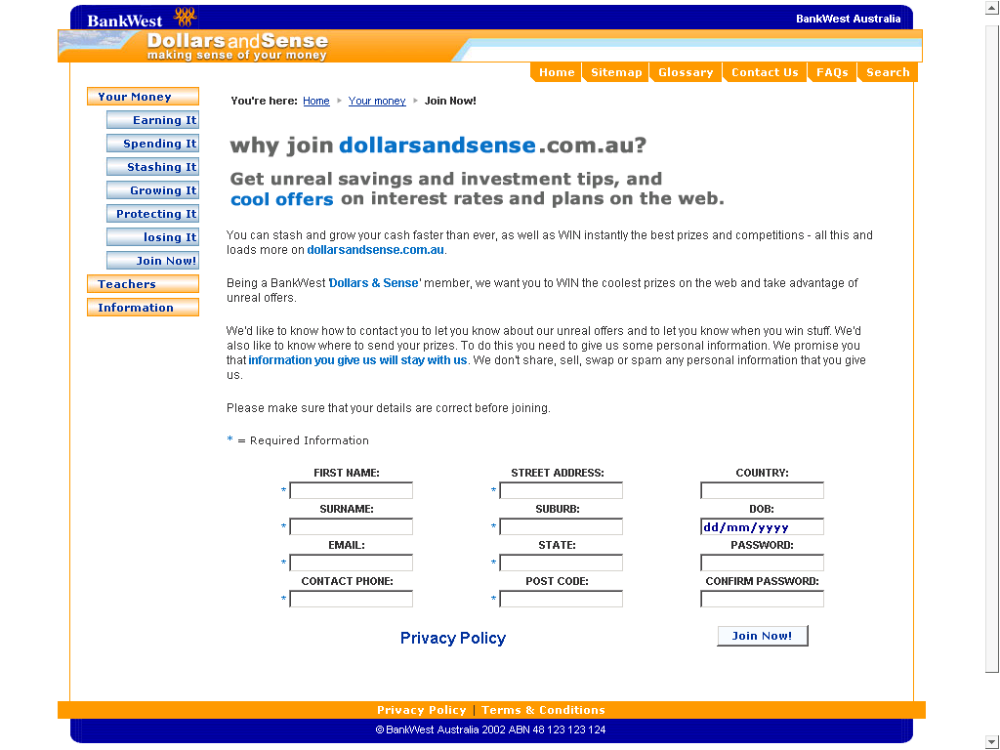 BankWest
BankWest Australia
DollarsandSense
making sense of your money
Home Sitemap Glossary Contact Us FAQs Search
Your Money
Earning It
Spending It
Stashing It
Growing It
Protecting It
losing It
Join Now!
Teachers
Information
You're here: Home Your money Join Now!
why join dollarsandsense.com.au?
Get unreal savings and investment tips, and
cool offers on interest rates and plans on the web.
You can stash and grow your cash faster than ever, as well as WIN instantly the best prizes and competitions - all this and
loads more on dollarsandsense.com.au.
Being a BankWest 'Dollars & Sense' member, we want you to WIN the coolest prizes on the web and take advantage of
unreal offers.
We'd like to know how to contact you to let you know about our unreal offers and to let you know when you win stuff. We'd
also like to know where to send your prizes. To do this you need to give us some personal information. We promise you
that information you give us will stay with us. We don't share, sell, swap or spam any personal information that you give
us.
Please make sure that your details are correct before joining.
* = Required Information
FIRST NAME: STREET ADDRESS: COUNTRY:
* *
SURNAME: SUBURB: DOB:
* * dd/mm/yyyy
EMAIL: STATE: PASSWORD:
* *
CONTACT PHONE: POST CODE: CONFIRM PASSWORD:
* *
Privacy Policy Join Now!
Privacy Policy | Terms & Conditions
© BankWest Australia 2002 ABN 48 123 123 124